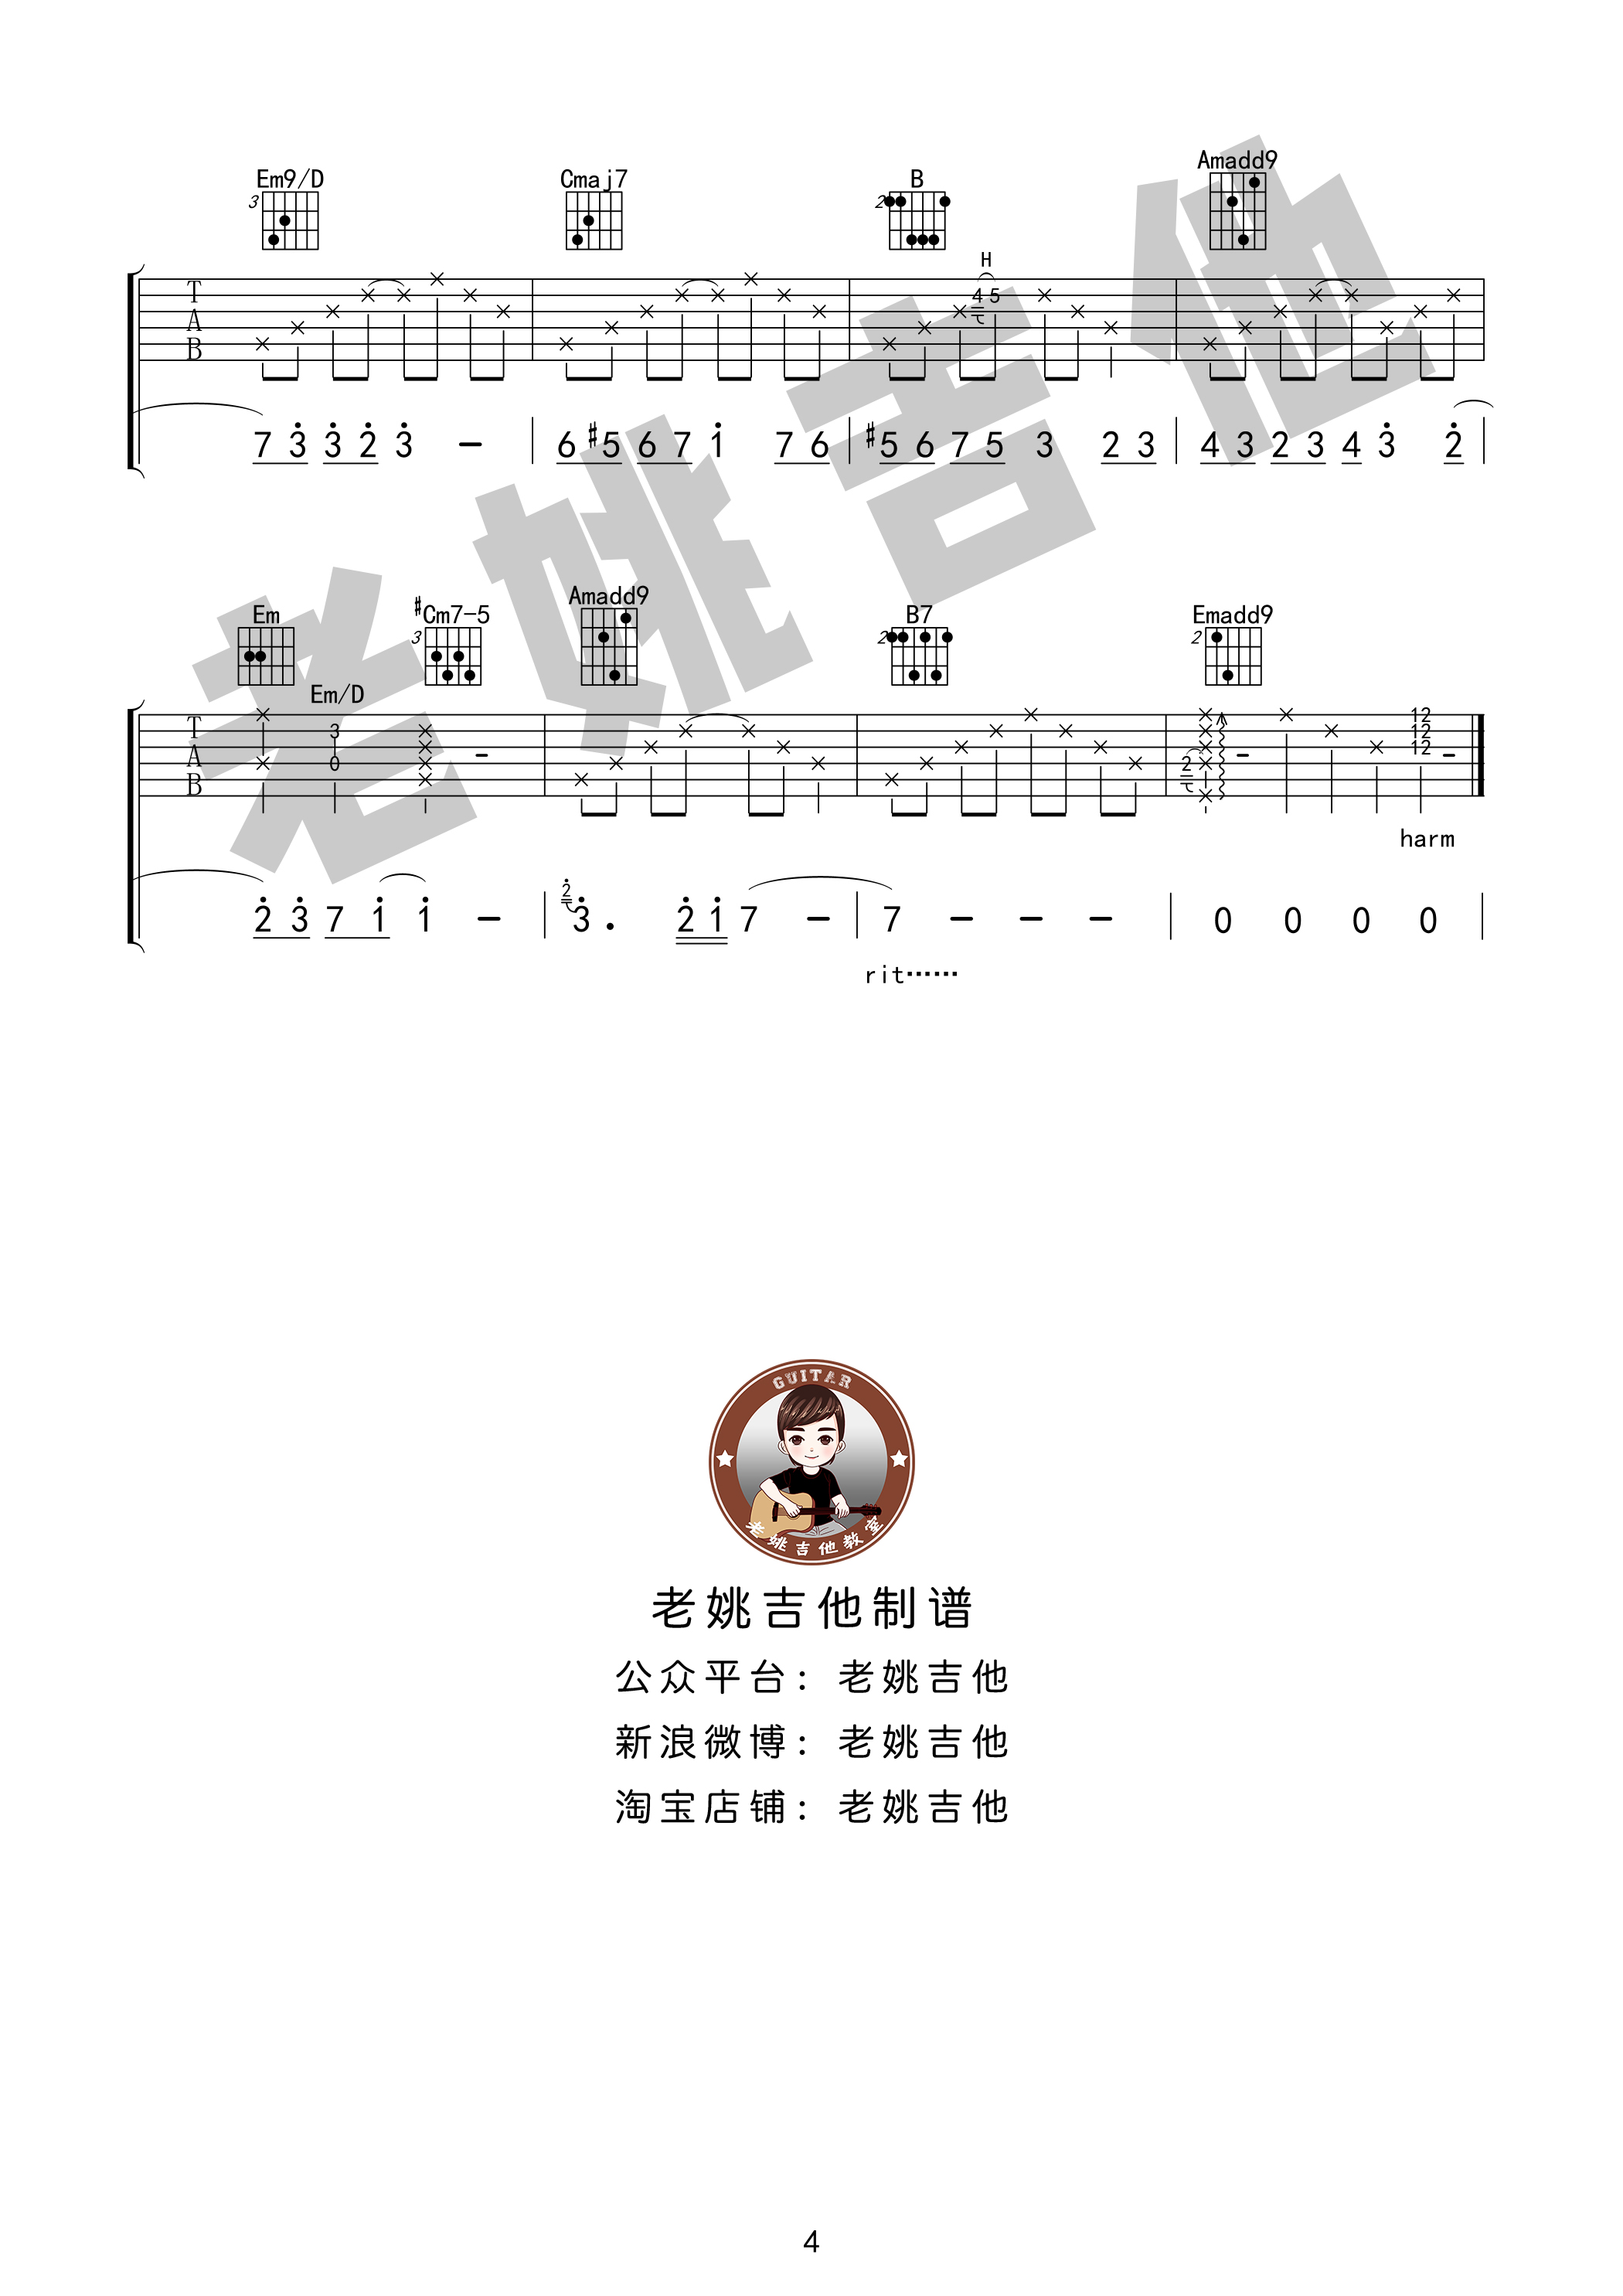 Amadd9
Em9/D Cmaj7 B
3 2
H
T 4 5
A
B
7 3 3 2 3 - | 6 #5 6 7 1 7 6 | #5 6 7 5 3 2 3 | 4 3 2 3 4 3 2 |
Amadd9
Em #Cm7-5 B7 Emadd9
3 2 2
Em/D
T 3 12
A 12
B 0 2 12
harm
2 3 7 1 1 - | 2 3 . 2 1 7 - | 7 - - - | 0 0 0 0 |
rit……
老姚吉他
GUITAR
老姚吉他教室
老姚吉他制谱
公众平台：老姚吉他
新浪微博：老姚吉他
淘宝店铺：老姚吉他
4